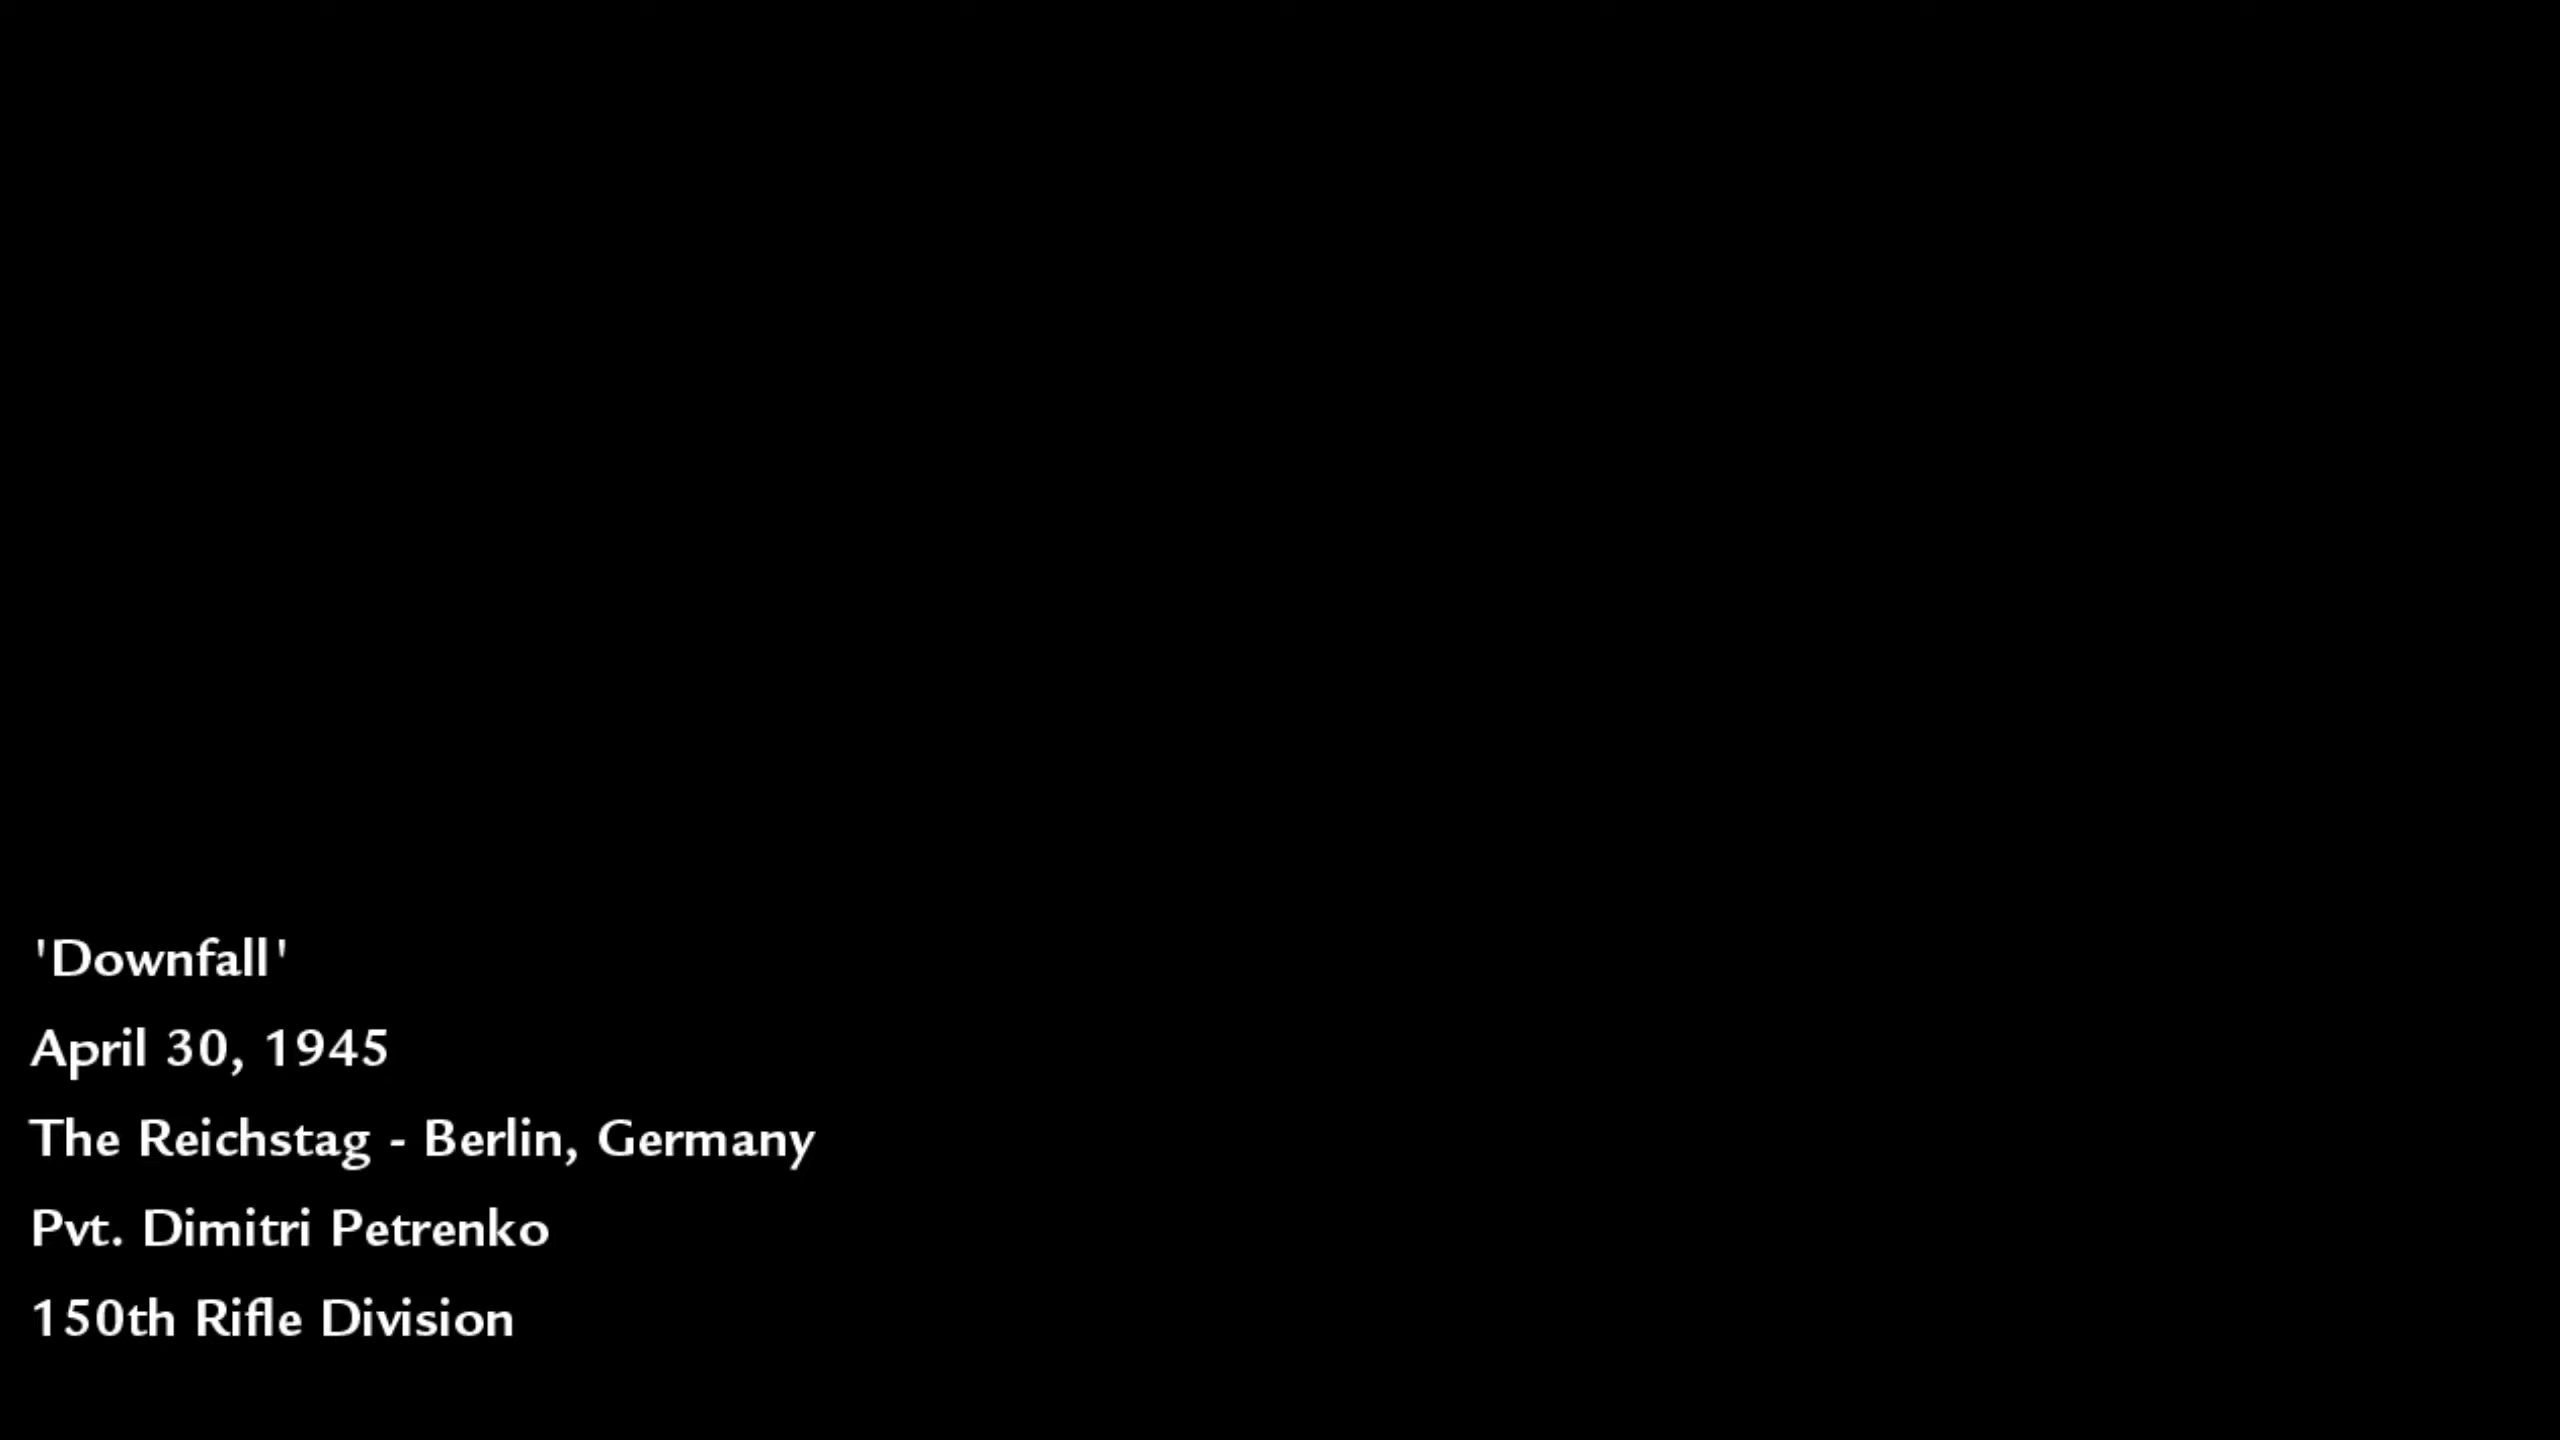 'Downfall'
April 30, 1945
The Reichstag - Berlin, Germany
Pvt. Dimitri Petrenko
150th Rifle Division